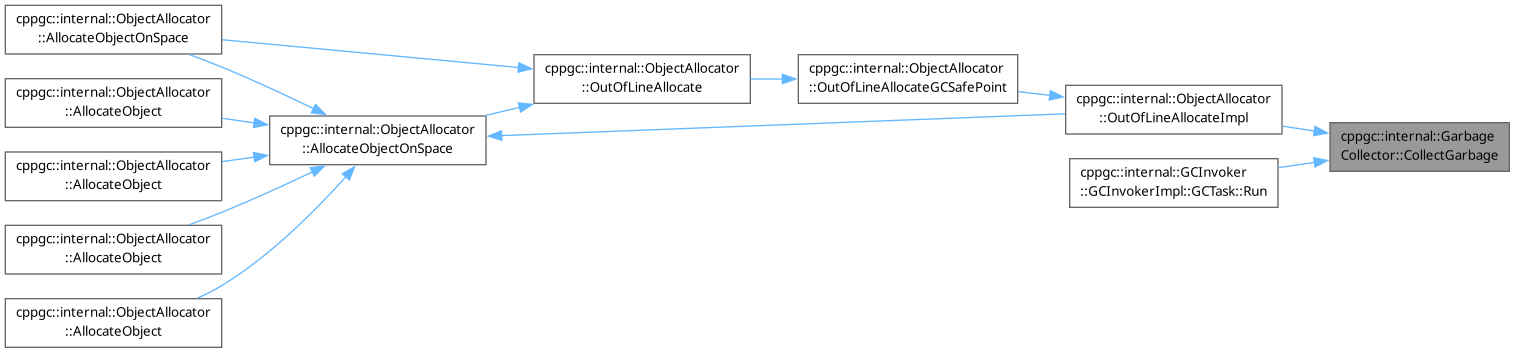 cppgc::internal::ObjectAllocator
::AllocateObjectOnSpace
cppgc::internal::ObjectAllocator
::AllocateObject
cppgc::internal::ObjectAllocator
::AllocateObject
cppgc::internal::ObjectAllocator
::AllocateObject
cppgc::internal::ObjectAllocator
::AllocateObject
cppgc::internal::ObjectAllocator
::AllocateObjectOnSpace
cppgc::internal::ObjectAllocator
::OutOfLineAllocate
cppgc::internal::ObjectAllocator
::OutOfLineAllocateGCSafePoint
cppgc::internal::ObjectAllocator
::OutOfLineAllocateImpl
cppgc::internal::GCInvoker
::GCInvokerImpl::GCTask::Run
cppgc::internal::Garbage
Collector::CollectGarbage